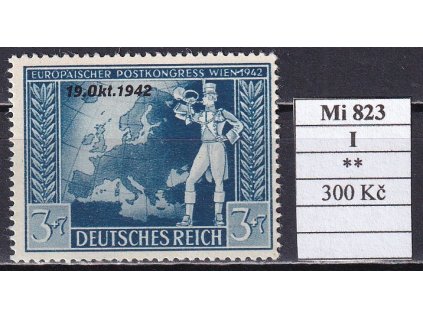 EUROPÄISCHER POSTKONGRESS WIEN 1942
19.Okt.1942
3+7 3+7
DEUTSCHES REICH
Mi 823
I
**
300 Kč